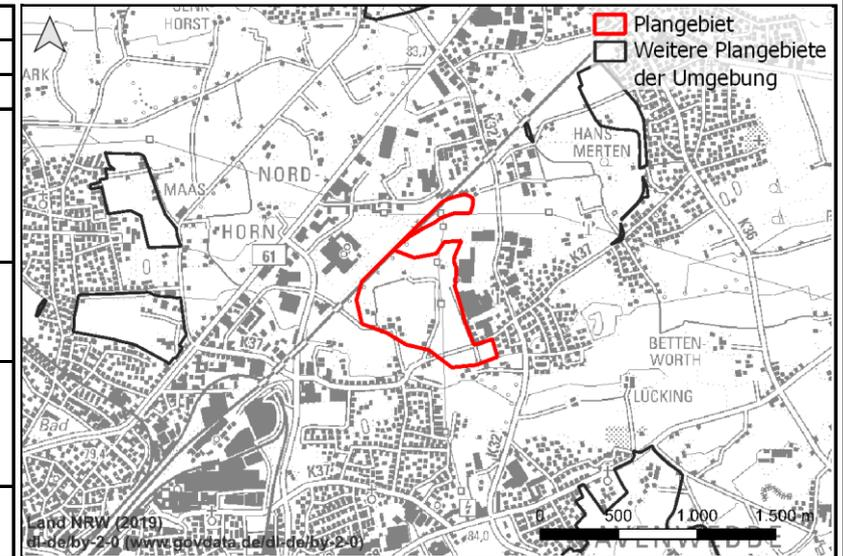 Plangebiet
Weitere Plangebiete
der Umgebung
HORST
83,7
ARK
K32
HANS-
MERTEN
MAAS
NORD-
HORN
61
K36
K37
K37
BETTEN-
WORTH
LÜCKING
Bad
79,4
K37
K32
84,0
0 500 1.000 1.500 m
Land NRW (2019)
dl-de/by-2-0 (www.govdata.de/dl-de/by-2-0)